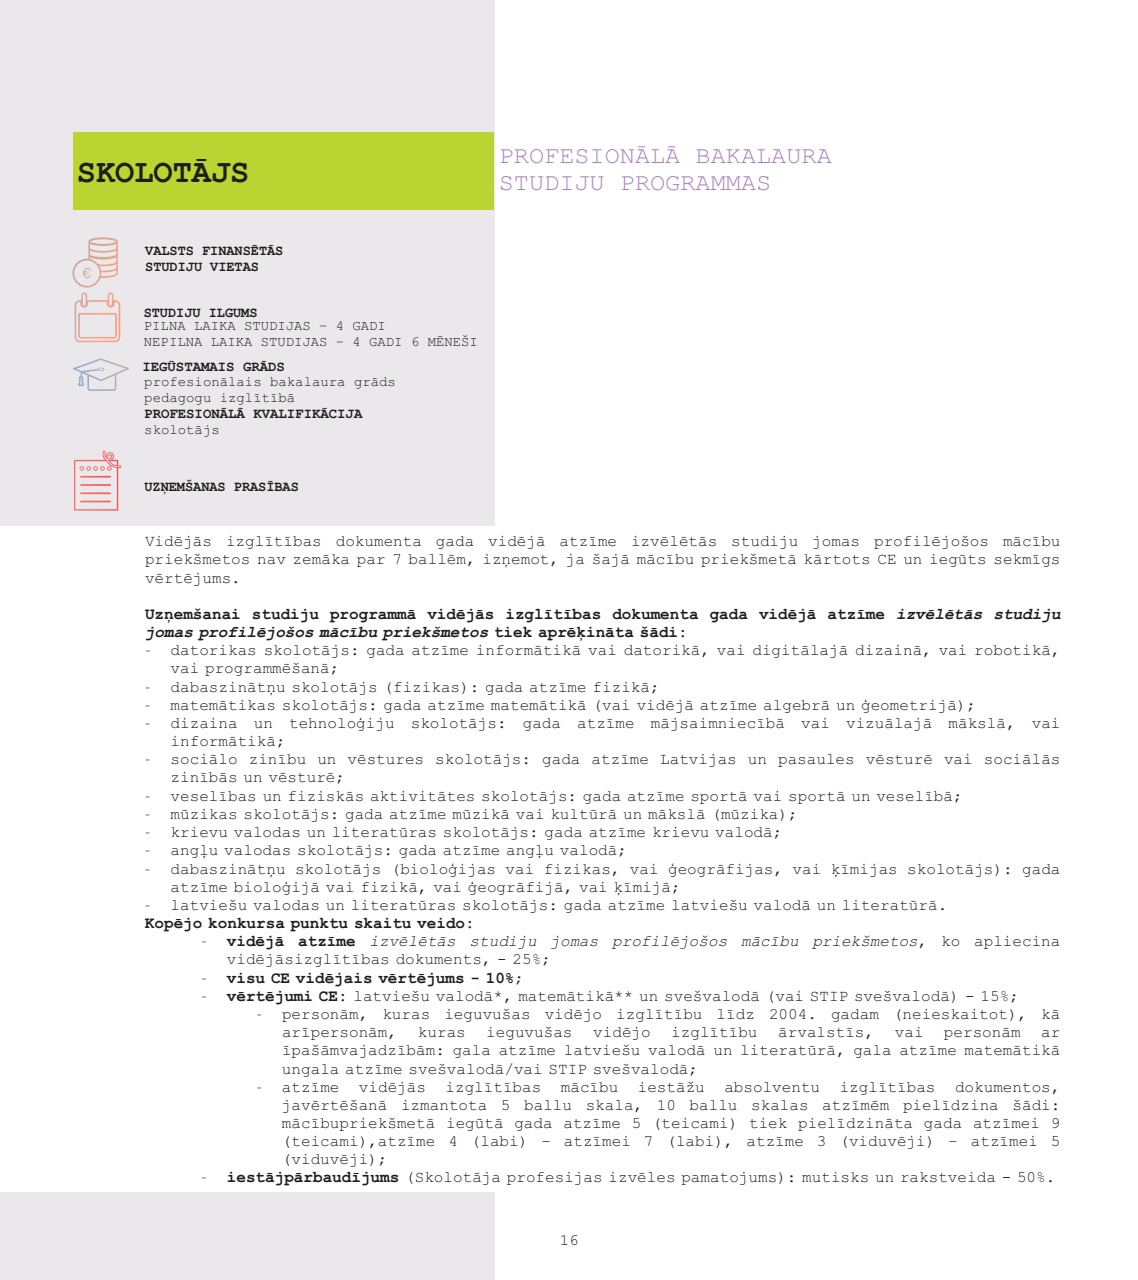 SKOLOTĀJS
PROFESIONĀLĀ BAKALAURA
STUDIJU PROGRAMMAS
VALSTS FINANSĒTĀS
STUDIJU VIETAS
STUDIJU ILGUMS
PILNA LAIKA STUDIJAS – 4 GADI
NEPILNA LAIKA STUDIJAS – 4 GADI 6 MĒNEŠI
IEGŪSTAMAIS GRĀDS
profesionālais bakalaura grāds
pedagogu izglītībā
PROFESIONĀLĀ KVALIFIKĀCIJA
skolotājs
UZŅEMŠANAS PRASĪBAS
Vidējās izglītības dokumenta gada vidējā atzīme izvēlētās studiju jomas profilējošos mācību
priekšmetos nav zemāka par 7 ballēm, izņemot, ja šajā mācību priekšmetā kārtots CE un iegūts sekmīgs
vērtējums.
Uzņemšanai studiju programmā vidējās izglītības dokumenta gada vidējā atzīme izvēlētās studiju
jomas profilējošos mācību priekšmetos tiek aprēķināta šādi:
- datorikas skolotājs: gada atzīme informātikā vai datorikā, vai digitālajā dizainā, vai robotikā,
vai programmēšanā;
- dabaszinātņu skolotājs (fizikas): gada atzīme fizikā;
- matemātikas skolotājs: gada atzīme matemātikā (vai vidējā atzīme algebrā un ģeometrijā);
- dizaina un tehnoloģiju skolotājs: gada atzīme mājsaimniecībā vai vizuālajā mākslā, vai
informātikā;
- sociālo zinību un vēstures skolotājs: gada atzīme Latvijas un pasaules vēsturē vai sociālās
zinībās un vēsturē;
- veselības un fiziskās aktivitātes skolotājs: gada atzīme sportā vai sportā un veselībā;
- mūzikas skolotājs: gada atzīme mūzikā vai kultūrā un mākslā (mūzika);
- krievu valodas un literatūras skolotājs: gada atzīme krievu valodā;
- angļu valodas skolotājs: gada atzīme angļu valodā;
- dabaszinātņu skolotājs (bioloģijas vai fizikas, vai ģeogrāfijas, vai ķīmijas skolotājs): gada
atzīme bioloģijā vai fizikā, vai ģeogrāfijā, vai ķīmijā;
- latviešu valodas un literatūras skolotājs: gada atzīme latviešu valodā un literatūrā.
Kopējo konkursa punktu skaitu veido:
- vidējā atzīme izvēlētās studiju jomas profilējošos mācību priekšmetos, ko apliecina
vidējāsizglītības dokuments, – 25%;
- visu CE vidējais vērtējums – 10%;
- vērtējumi CE: latviešu valodā*, matemātikā** un svešvalodā (vai STIP svešvalodā) – 15%;
- personām, kuras ieguvušas vidējo izglītību līdz 2004. gadam (neieskaitot), kā
arīpersonām, kuras ieguvušas vidējo izglītību ārvalstīs, vai personām ar
īpašāmvajadzībām: gala atzīme latviešu valodā un literatūrā, gala atzīme matemātikā
ungala atzīme svešvalodā/vai STIP svešvalodā;
- atzīme vidējās izglītības mācību iestāžu absolventu izglītības dokumentos,
javērtēšanā izmantota 5 ballu skala, 10 ballu skalas atzīmēm pielīdzina šādi:
mācībupriekšmetā iegūtā gada atzīme 5 (teicami) tiek pielīdzināta gada atzīmei 9
(teicami),atzīme 4 (labi) – atzīmei 7 (labi), atzīme 3 (viduvēji) – atzīmei 5
(viduvēji);
- iestājpārbaudījums (Skolotāja profesijas izvēles pamatojums): mutisks un rakstveida – 50%.
16